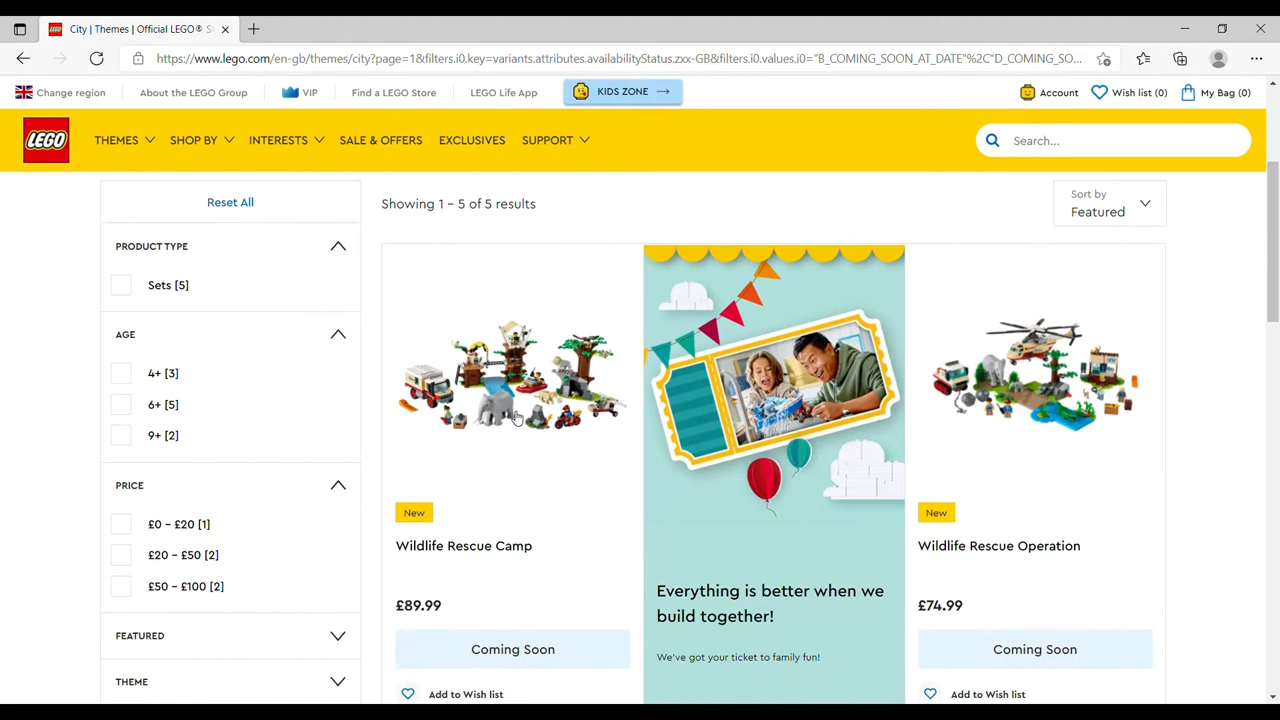 City | Themes | Official LEGO® S
https://www.lego.com/en-gb/themes/city?page=1&filters.i0.key=variants.attributes.availabilityStatus.zxx-GB&filters.i0.values.i0="B_COMING_SOON_AT_DATE"%2C"D_COMING_SO...
Change region
About the LEGO Group
VIP
Find a LEGO Store
LEGO Life App
KIDS ZONE
Account
Wish list (0)
My Bag (0)
LEGO
THEMES
SHOP BY
INTERESTS
SALE & OFFERS
EXCLUSIVES
SUPPORT
Search...
Reset All
Showing 1 - 5 of 5 results
Sort by
Featured
PRODUCT TYPE
Sets [5]
AGE
4+ [3]
6+ [5]
9+ [2]
PRICE
£0 - £20 [1]
£20 - £50 [2]
£50 - £100 [2]
FEATURED
THEME
New
Wildlife Rescue Camp
£89.99
Coming Soon
Add to Wish list
Everything is better when we
build together!
We've got your ticket to family fun!
New
Wildlife Rescue Operation
£74.99
Coming Soon
Add to Wish list